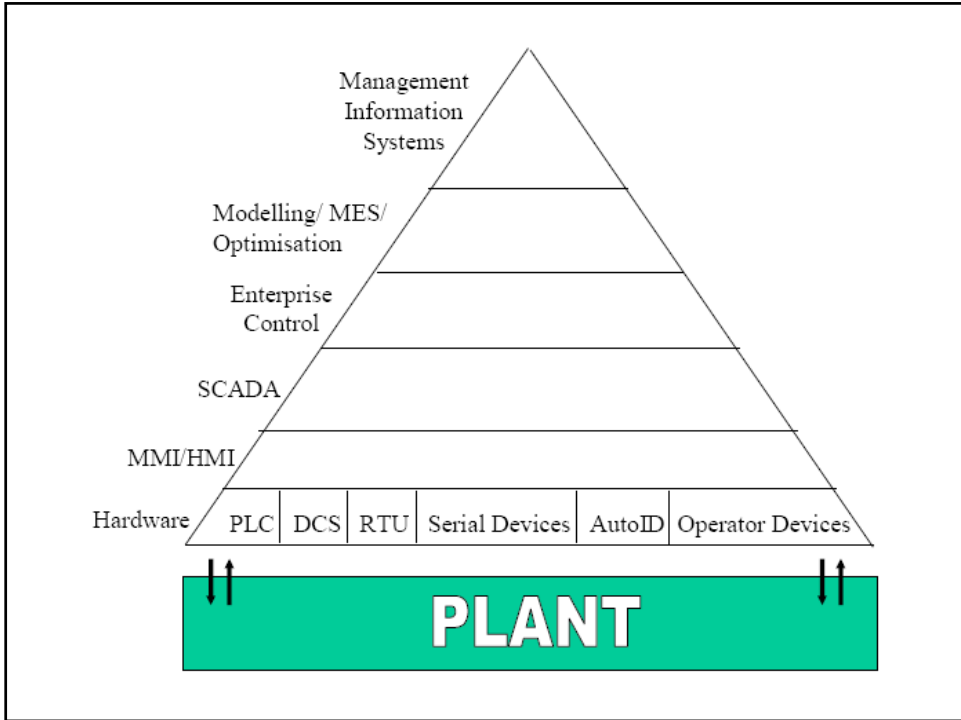 Management
Information
Systems
Modelling/ MES/
Optimisation
Enterprise
Control
SCADA
MMI/HMI
Hardware
PLC
DCS
RTU
Serial Devices
AutoID
Operator Devices
PLANT